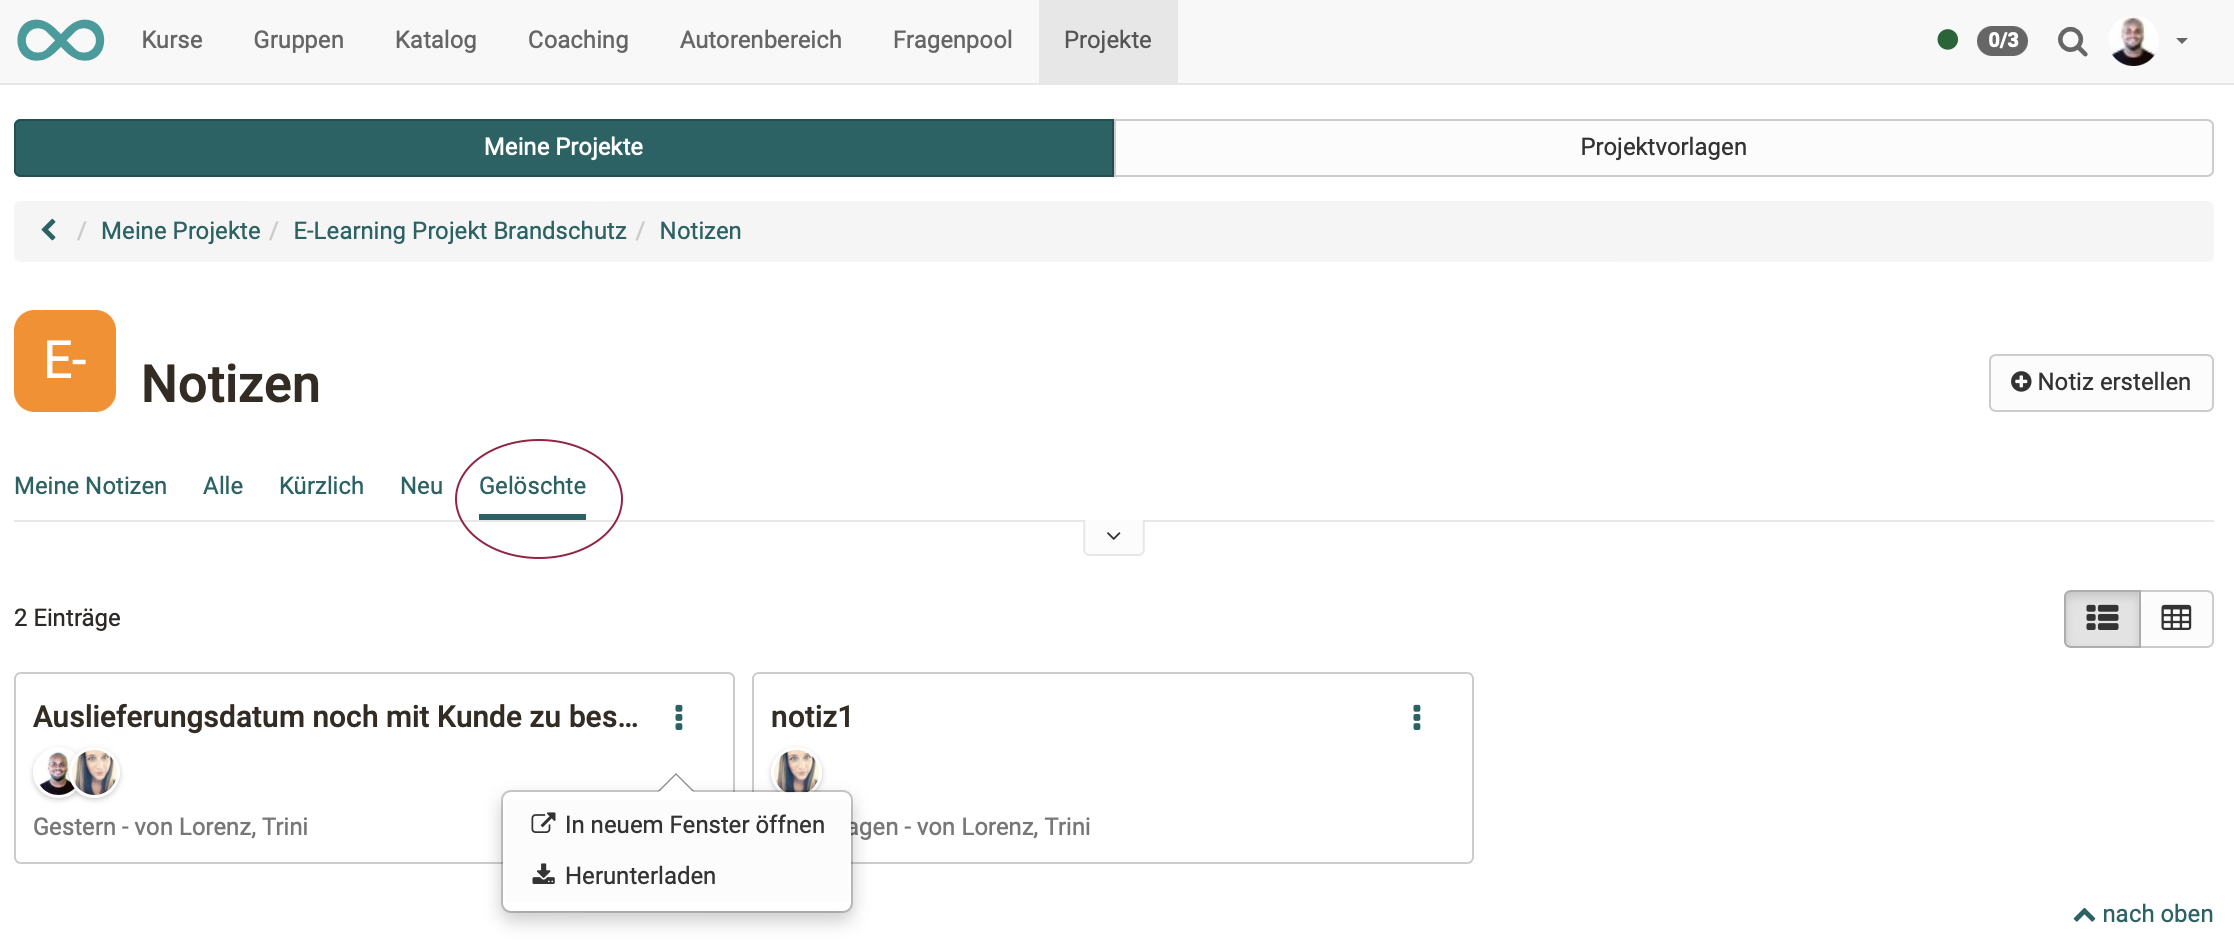 Kurse Gruppen Katalog Coaching Autorenbereich Fragenpool Projekte 0/3
Meine Projekte Projektvorlagen
/ Meine Projekte / E-Learning Projekt Brandschutz / Notizen
E-
Notizen
Notiz erstellen
Meine Notizen Alle Kürzlich Neu Gelöschte
2 Einträge
Auslieferungsdatum noch mit Kunde zu bes...
notiz1
Gestern - von Lorenz, Trini
agen - von Lorenz, Trini
In neuem Fenster öffnen
Herunterladen
nach oben